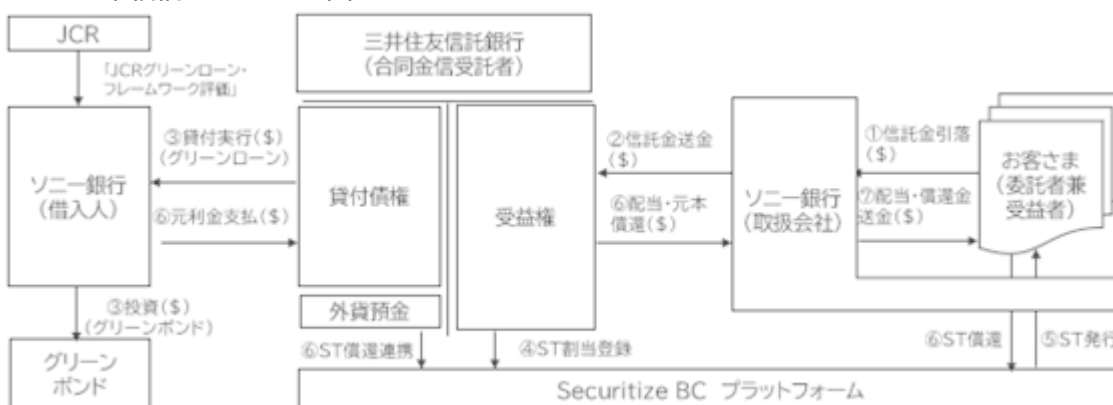 JCR
「JCRグリーンローン・
フレームワーク評価」
三井住友信託銀行
(合同金信受託者)
ソニー銀行
(借入人)
③貸付実行($)
(グリーンローン)
⑥元利金支払($)
貸付債権
受益権
②信託金送金
($)
⑥配当・元本
償還($)
ソニー銀行
(取扱会社)
①信託金引落
($)
⑦配当・償還金
送金($)
お客さま
(委託者兼
受益者)
③投資($)
(グリーンボンド)
グリーン
ボンド
外貨預金
⑥ST償還連携
④ST割当登録
⑥ST償還
⑤ST発行
Securitize BC プラットフォーム